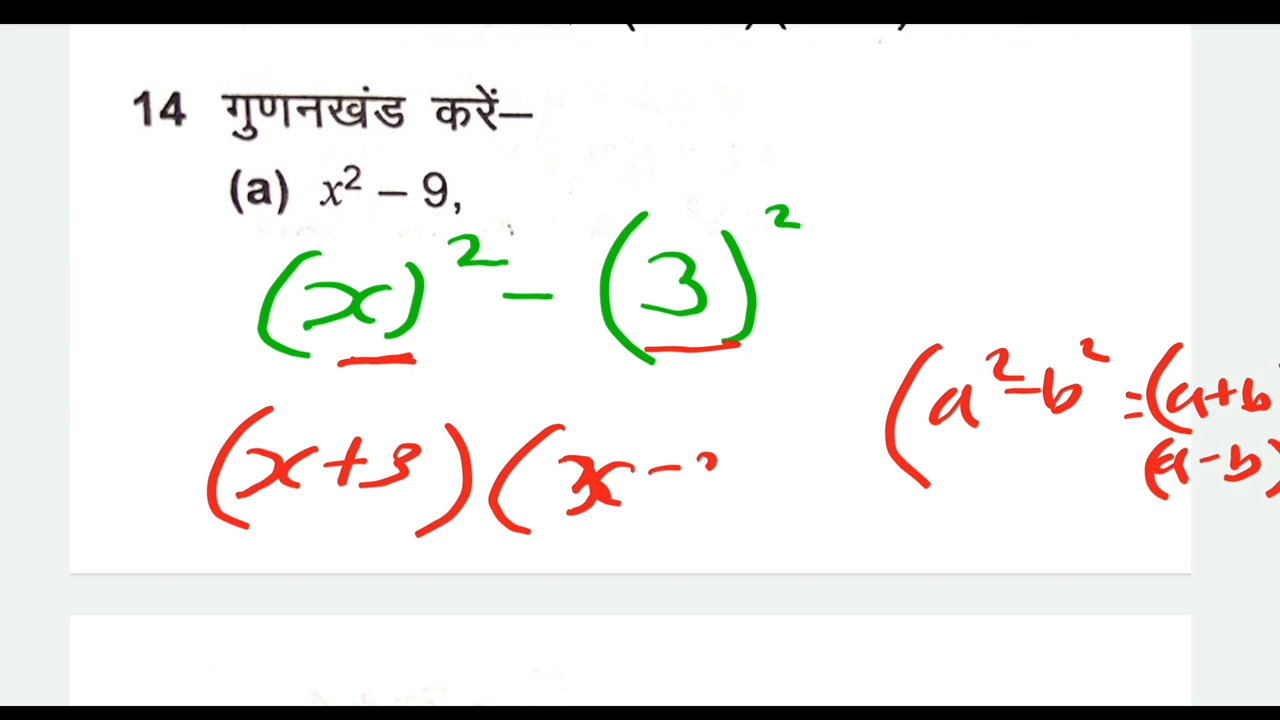 14 गुणनखंड करें–
(a) x² – 9,
(x)² – (3)²
(a² – b² = (a+b
(x+3) (x –
(a – b)